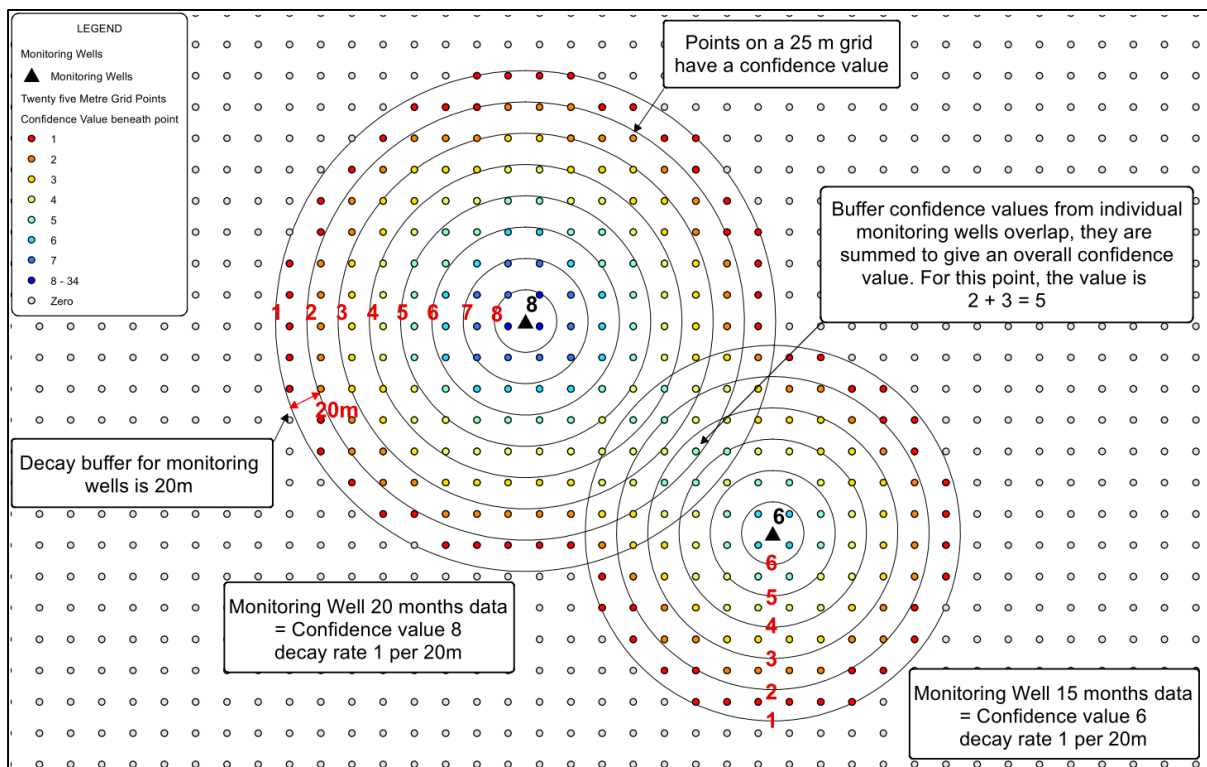 LEGEND
Monitoring Wells
Monitoring Wells
Twenty five Metre Grid Points
Confidence Value beneath point
1
2
3
4
5
6
7
8 - 34
Zero
Points on a 25 m grid
have a confidence value
Buffer confidence values from individual
monitoring wells overlap, they are
summed to give an overall confidence
value. For this point, the value is
2 + 3 = 5
8
1 2 3 4 5 6 7 8
20m
Decay buffer for monitoring
wells is 20m
Monitoring Well 20 months data
= Confidence value 8
decay rate 1 per 20m
6
6
5
4
3
2
1
Monitoring Well 15 months data
= Confidence value 6
decay rate 1 per 20m